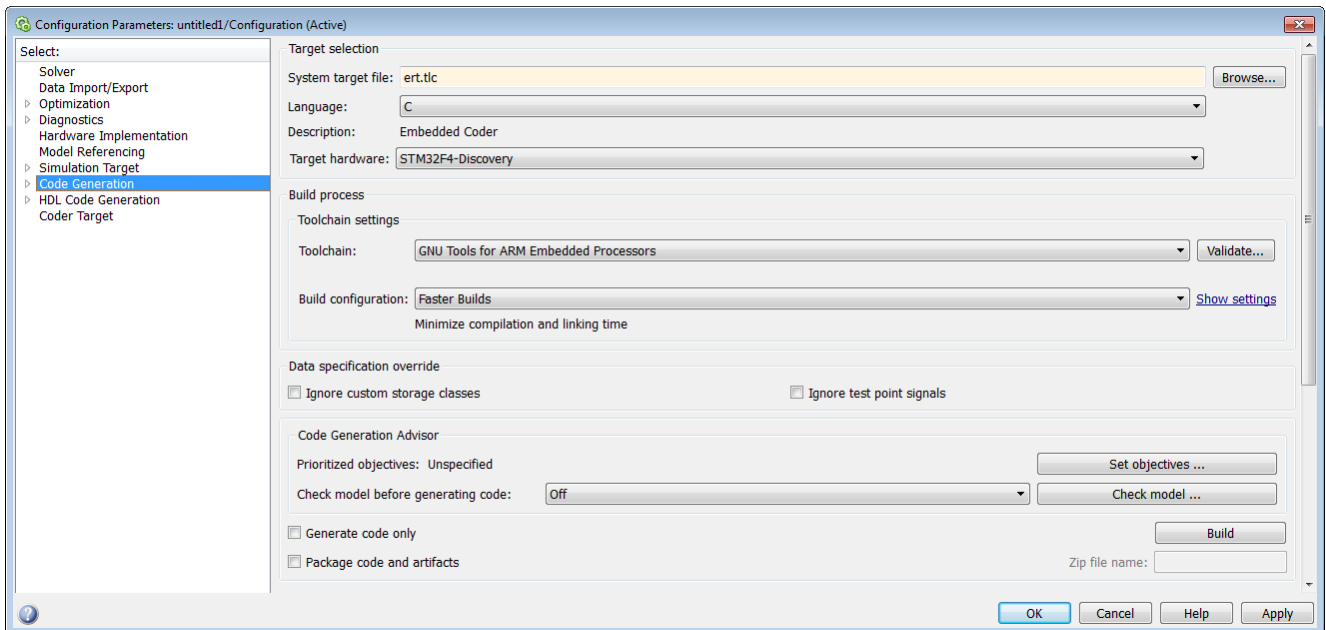 Configuration Parameters: untitled1/Configuration (Active)
Select:
Solver
Data Import/Export
Optimization
Diagnostics
Hardware Implementation
Model Referencing
Simulation Target
Code Generation
HDL Code Generation
Coder Target
Target selection
System target file: ert.tlc Browse...
Language: C
Description: Embedded Coder
Target hardware: STM32F4-Discovery
Build process
Toolchain settings
Toolchain: GNU Tools for ARM Embedded Processors Validate...
Build configuration: Faster Builds Show settings
Minimize compilation and linking time
Data specification override
Ignore custom storage classes Ignore test point signals
Code Generation Advisor
Prioritized objectives: Unspecified Set objectives ...
Check model before generating code: Off Check model ...
Generate code only Build
Package code and artifacts Zip file name:
OK Cancel Help Apply